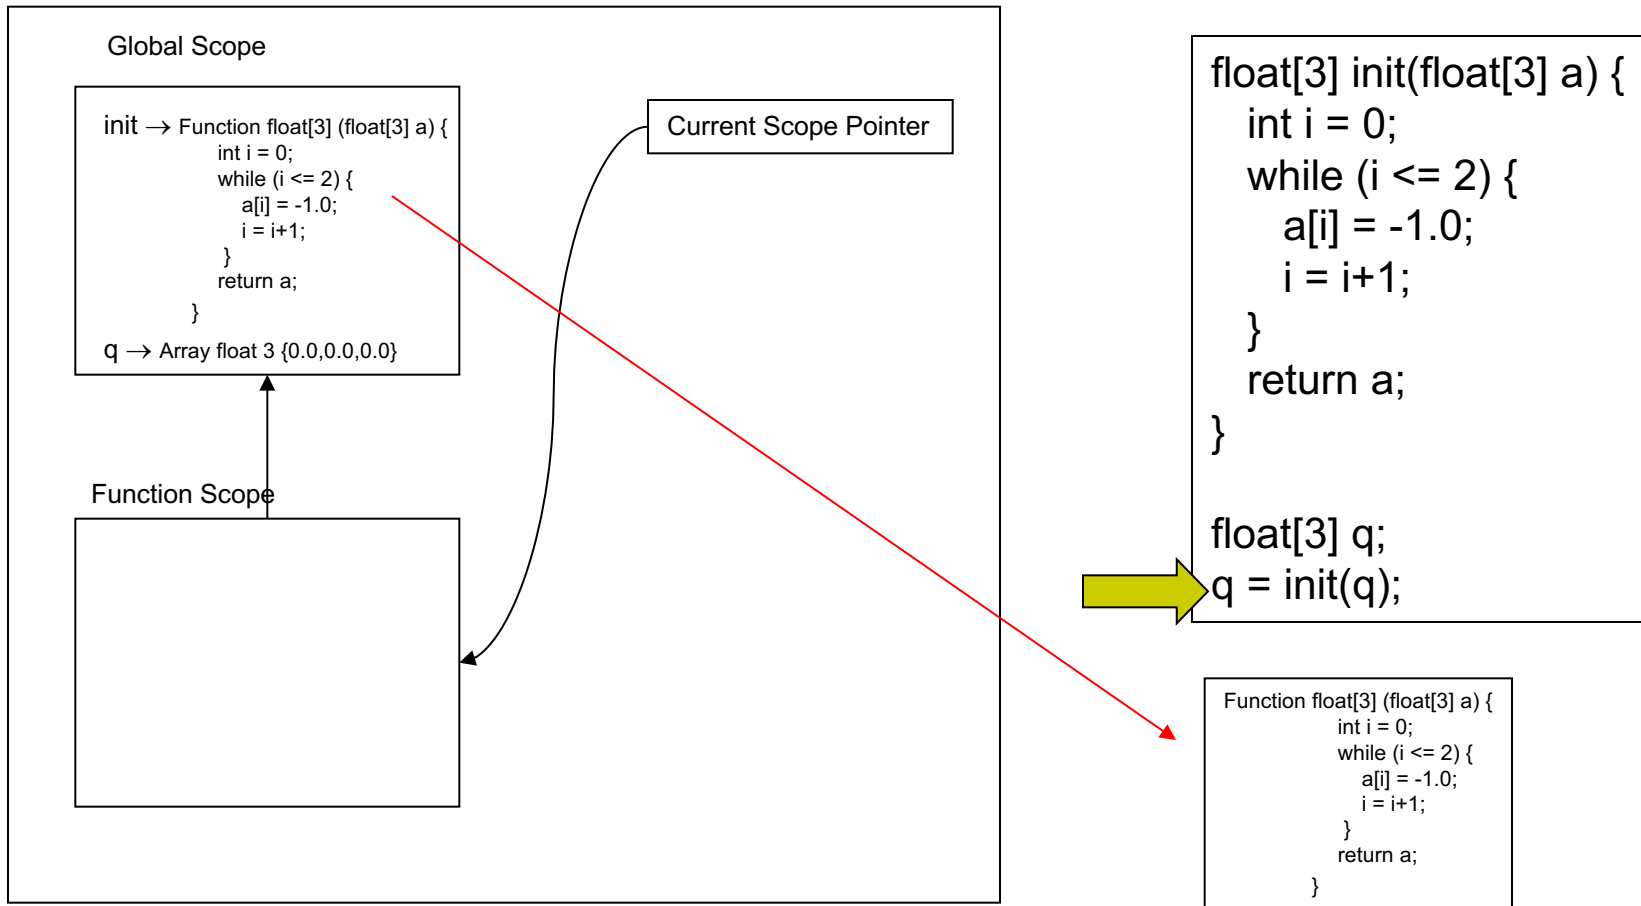 Global Scope
init → Function float[3] (float[3] a) {
int i = 0;
while (i <= 2) {
a[i] = -1.0;
i = i+1;
}
return a;
}
q → Array float 3 {0.0,0.0,0.0}
Current Scope Pointer
Function Scope
float[3] init(float[3] a) {
int i = 0;
while (i <= 2) {
a[i] = -1.0;
i = i+1;
}
return a;
}
float[3] q;
q = init(q);
Function float[3] (float[3] a) {
int i = 0;
while (i <= 2) {
a[i] = -1.0;
i = i+1;
}
return a;
}